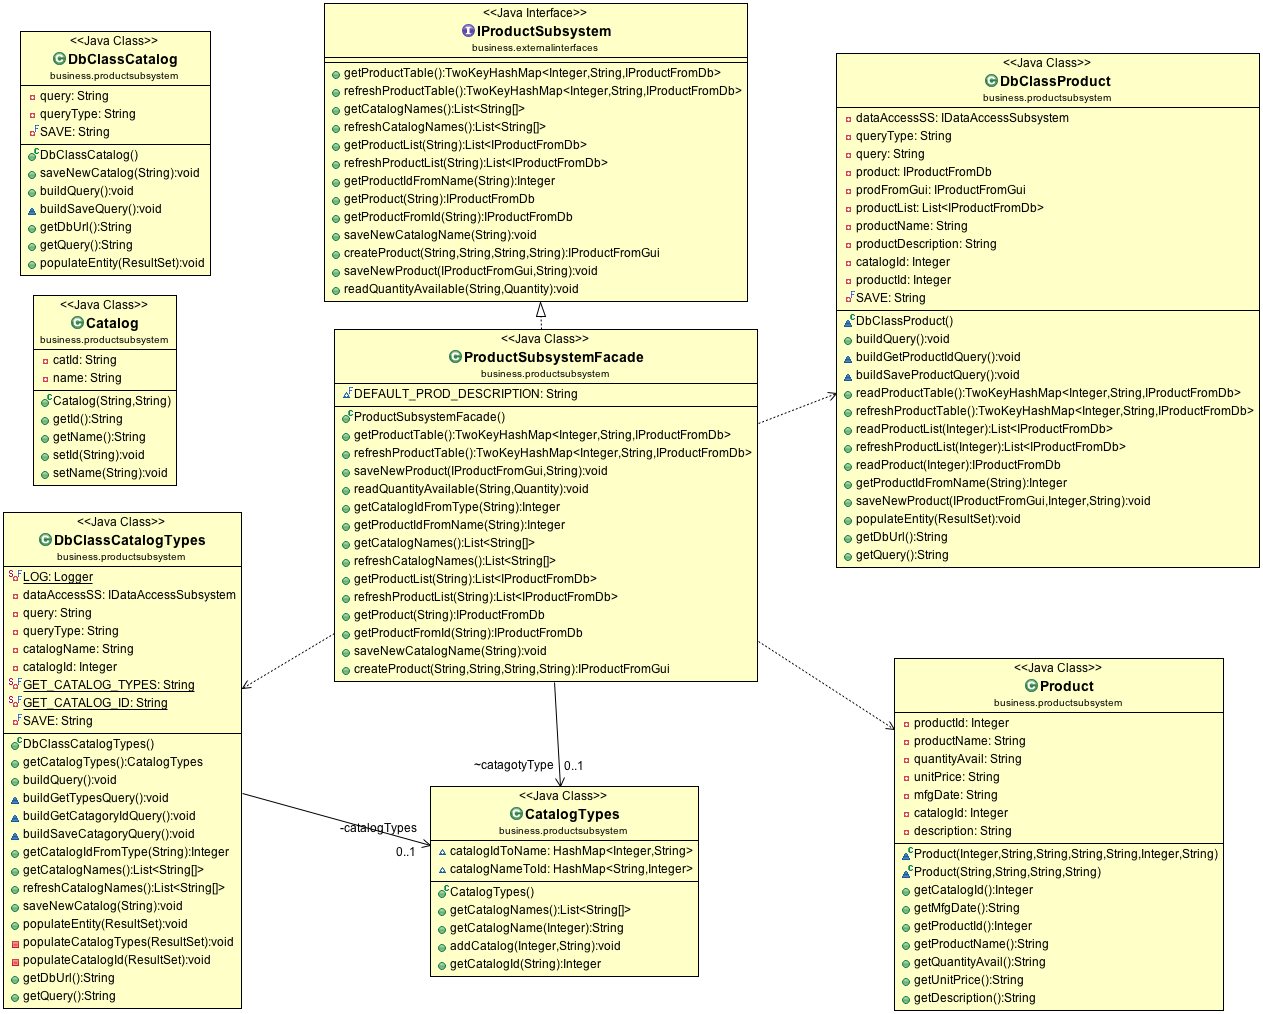 <<Java Class>>
DbClassCatalog
business.productsubsystem
query: String
queryType: String
SAVE: String
DbClassCatalog()
saveNewCatalog(String):void
buildQuery():void
buildSaveQuery():void
getDbUrl():String
getQuery():String
populateEntity(ResultSet):void
<<Java Class>>
Catalog
business.productsubsystem
catId: String
name: String
Catalog(String,String)
getId():String
getName():String
setId(String):void
setName(String):void
<<Java Class>>
DbClassCatalogTypes
business.productsubsystem
LOG: Logger
dataAccessSS: IDataAccessSubsystem
query: String
queryType: String
catalogName: String
catalogId: Integer
GET_CATALOG_TYPES: String
GET_CATALOG_ID: String
SAVE: String
DbClassCatalogTypes()
getCatalogTypes():CatalogTypes
buildQuery():void
buildGetTypesQuery():void
buildGetCatagoryIdQuery():void
buildSaveCatagoryQuery():void
getCatalogIdFromType(String):Integer
getCatalogNames():List<String[]>
refreshCatalogNames():List<String[]>
saveNewCatalog(String):void
populateEntity(ResultSet):void
populateCatalogTypes(ResultSet):void
populateCatalogId(ResultSet):void
getDbUrl():String
getQuery():String
<<Java Interface>>
IProductSubsystem
business.externalinterfaces
getProductTable():TwoKeyHashMap<Integer,String,IProductFromDb>
refreshProductTable():TwoKeyHashMap<Integer,String,IProductFromDb>
getCatalogNames():List<String[]>
refreshCatalogNames():List<String[]>
getProductList(String):List<IProductFromDb>
refreshProductList(String):List<IProductFromDb>
getProductIdFromName(String):Integer
getProduct(String):IProductFromDb
getProductFromId(String):IProductFromDb
saveNewCatalogName(String):void
createProduct(String,String,String,String):IProductFromGui
saveNewProduct(IProductFromGui,String):void
readQuantityAvailable(String,Quantity):void
<<Java Class>>
ProductSubsystemFacade
business.productsubsystem
DEFAULT_PROD_DESCRIPTION: String
ProductSubsystemFacade()
getProductTable():TwoKeyHashMap<Integer,String,IProductFromDb>
refreshProductTable():TwoKeyHashMap<Integer,String,IProductFromDb>
saveNewProduct(IProductFromGui,String):void
readQuantityAvailable(String,Quantity):void
getCatalogIdFromType(String):Integer
getProductIdFromName(String):Integer
getCatalogNames():List<String[]>
refreshCatalogNames():List<String[]>
getProductList(String):List<IProductFromDb>
refreshProductList(String):List<IProductFromDb>
getProduct(String):IProductFromDb
getProductFromId(String):IProductFromDb
saveNewCatalogName(String):void
createProduct(String,String,String,String):IProductFromGui
~catagotyType 0..1
-catalogTypes
0..1
<<Java Class>>
CatalogTypes
business.productsubsystem
catalogIdToName: HashMap<Integer,String>
catalogNameToId: HashMap<String,Integer>
CatalogTypes()
getCatalogNames():List<String[]>
getCatalogName(Integer):String
addCatalog(Integer,String):void
getCatalogId(String):Integer
<<Java Class>>
DbClassProduct
business.productsubsystem
dataAccessSS: IDataAccessSubsystem
queryType: String
query: String
product: IProductFromDb
prodFromGui: IProductFromGui
productList: List<IProductFromDb>
productName: String
productDescription: String
catalogId: Integer
productId: Integer
SAVE: String
DbClassProduct()
buildQuery():void
buildGetProductIdQuery():void
buildSaveProductQuery():void
readProductTable():TwoKeyHashMap<Integer,String,IProductFromDb>
refreshProductTable():TwoKeyHashMap<Integer,String,IProductFromDb>
readProductList(Integer):List<IProductFromDb>
refreshProductList(Integer):List<IProductFromDb>
readProduct(Integer):IProductFromDb
getProductIdFromName(String):Integer
saveNewProduct(IProductFromGui,Integer,String):void
populateEntity(ResultSet):void
getDbUrl():String
getQuery():String
<<Java Class>>
Product
business.productsubsystem
productId: Integer
productName: String
quantityAvail: String
unitPrice: String
mfgDate: String
catalogId: Integer
description: String
Product(Integer,String,String,String,String,Integer,String)
Product(String,String,String,String)
getCatalogId():Integer
getMfgDate():String
getProductId():Integer
getProductName():String
getQuantityAvail():String
getUnitPrice():String
getDescription():String